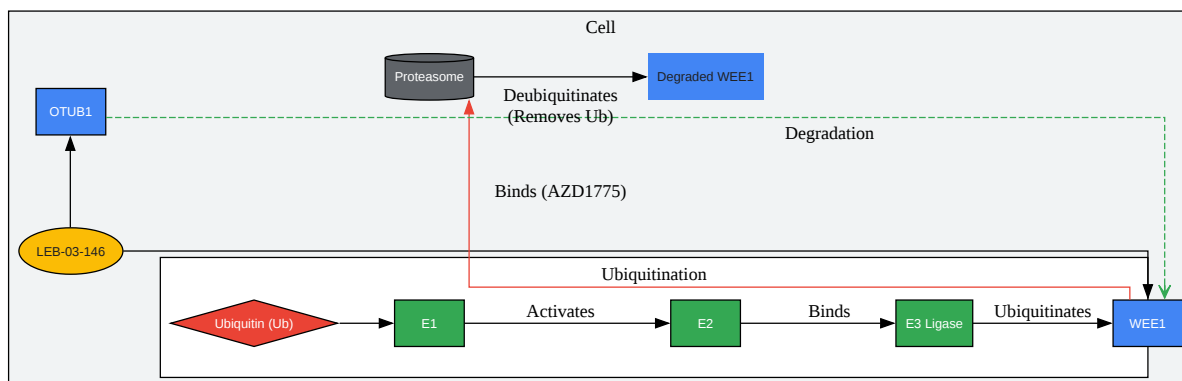 Cell
Proteasome
Degraded WEE1
Deubiquitinates
(Removes Ub)
OTUB1
Degradation
Binds (AZD1775)
LEB-03-146
Ubiquitination
Ubiquitin (Ub)
E1
Activates
E2
Binds
E3 Ligase
Ubiquitinates
WEE1